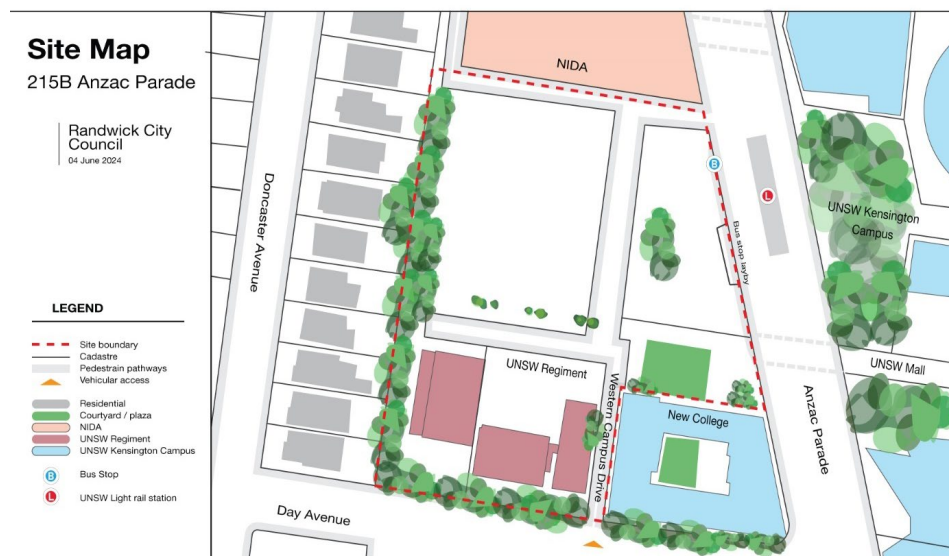 Site Map
215B Anzac Parade
Randwick City
Council
04 June 2024
LEGEND
Site boundary
Cadastre
Pedestrain pathways
Vehicular access
Residential
Courtyard / plaza
NIDA
UNSW Regiment
UNSW Kensington Campus
B
Bus Stop
L
UNSW Light rail station
NIDA
Doncaster Avenue
B
L
Bus stop layby
UNSW Kensington
Campus
UNSW Regiment
Western Campus Drive
New College
UNSW Mall
Anzac Parade
Day Avenue